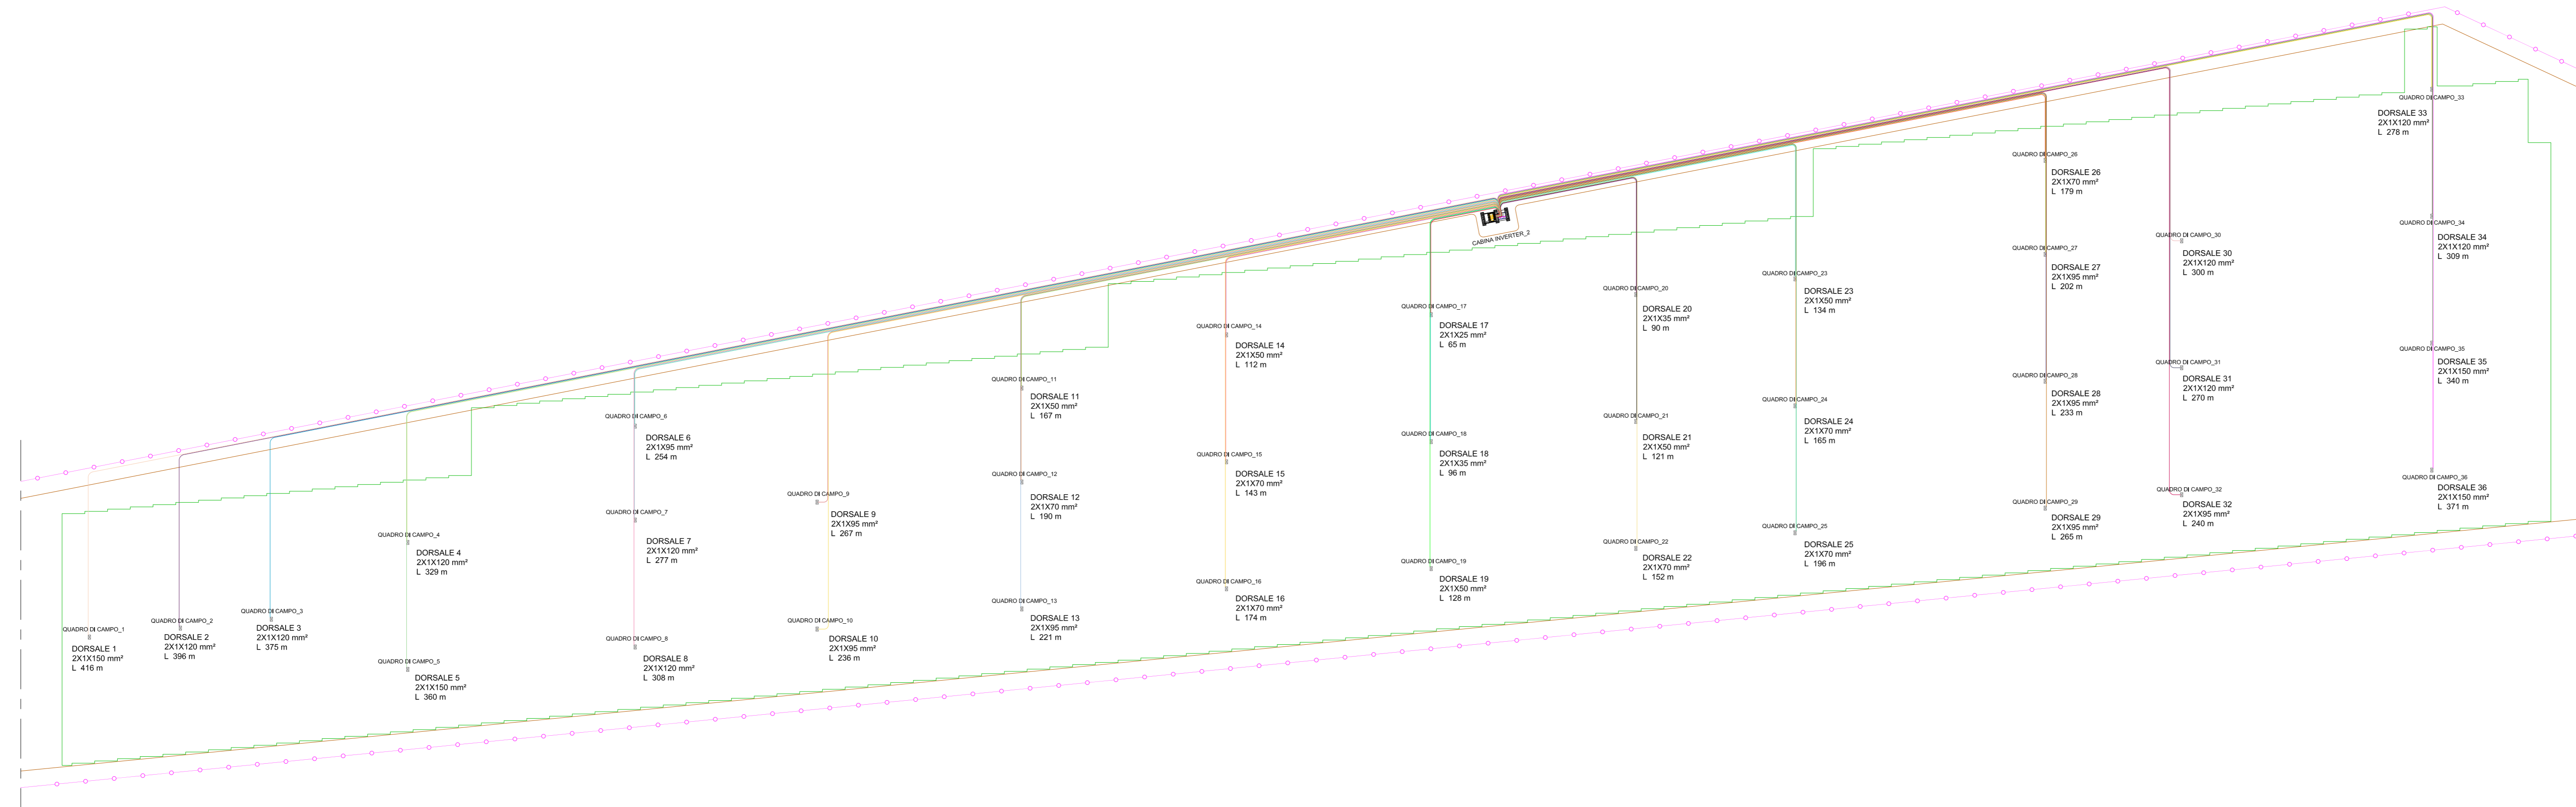 QUADRO DI CAMPO_1
DORSALE 1
2X1X150 mm²
L 416 m
QUADRO DI CAMPO_2
DORSALE 2
2X1X120 mm²
L 396 m
QUADRO DI CAMPO_3
DORSALE 3
2X1X120 mm²
L 375 m
QUADRO DI CAMPO_4
DORSALE 4
2X1X120 mm²
L 329 m
QUADRO DI CAMPO_5
DORSALE 5
2X1X150 mm²
L 360 m
QUADRO DI CAMPO_6
DORSALE 6
2X1X95 mm²
L 254 m
QUADRO DI CAMPO_7
DORSALE 7
2X1X120 mm²
L 277 m
QUADRO DI CAMPO_8
DORSALE 8
2X1X120 mm²
L 308 m
QUADRO DI CAMPO_9
DORSALE 9
2X1X95 mm²
L 267 m
QUADRO DI CAMPO_10
DORSALE 10
2X1X95 mm²
L 236 m
QUADRO DI CAMPO_11
DORSALE 11
2X1X50 mm²
L 167 m
QUADRO DI CAMPO_12
DORSALE 12
2X1X70 mm²
L 190 m
QUADRO DI CAMPO_13
DORSALE 13
2X1X95 mm²
L 221 m
QUADRO DI CAMPO_14
DORSALE 14
2X1X50 mm²
L 112 m
QUADRO DI CAMPO_15
DORSALE 15
2X1X70 mm²
L 143 m
QUADRO DI CAMPO_16
DORSALE 16
2X1X70 mm²
L 174 m
CABINA INVERTER_2
QUADRO DI CAMPO_17
DORSALE 17
2X1X25 mm²
L 65 m
QUADRO DI CAMPO_18
DORSALE 18
2X1X35 mm²
L 96 m
QUADRO DI CAMPO_19
DORSALE 19
2X1X50 mm²
L 128 m
QUADRO DI CAMPO_20
DORSALE 20
2X1X35 mm²
L 90 m
QUADRO DI CAMPO_21
DORSALE 21
2X1X50 mm²
L 121 m
QUADRO DI CAMPO_22
DORSALE 22
2X1X70 mm²
L 152 m
QUADRO DI CAMPO_23
DORSALE 23
2X1X50 mm²
L 134 m
QUADRO DI CAMPO_24
DORSALE 24
2X1X70 mm²
L 165 m
QUADRO DI CAMPO_25
DORSALE 25
2X1X70 mm²
L 196 m
QUADRO DI CAMPO_26
DORSALE 26
2X1X70 mm²
L 179 m
QUADRO DI CAMPO_27
DORSALE 27
2X1X95 mm²
L 202 m
QUADRO DI CAMPO_28
DORSALE 28
2X1X95 mm²
L 233 m
QUADRO DI CAMPO_29
DORSALE 29
2X1X95 mm²
L 265 m
QUADRO DI CAMPO_30
DORSALE 30
2X1X120 mm²
L 300 m
QUADRO DI CAMPO_31
DORSALE 31
2X1X120 mm²
L 270 m
QUADRO DI CAMPO_32
DORSALE 32
2X1X95 mm²
L 240 m
QUADRO DI CAMPO_33
DORSALE 33
2X1X120 mm²
L 278 m
QUADRO DI CAMPO_34
DORSALE 34
2X1X120 mm²
L 309 m
QUADRO DI CAMPO_35
DORSALE 35
2X1X150 mm²
L 340 m
QUADRO DI CAMPO_36
DORSALE 36
2X1X150 mm²
L 371 m